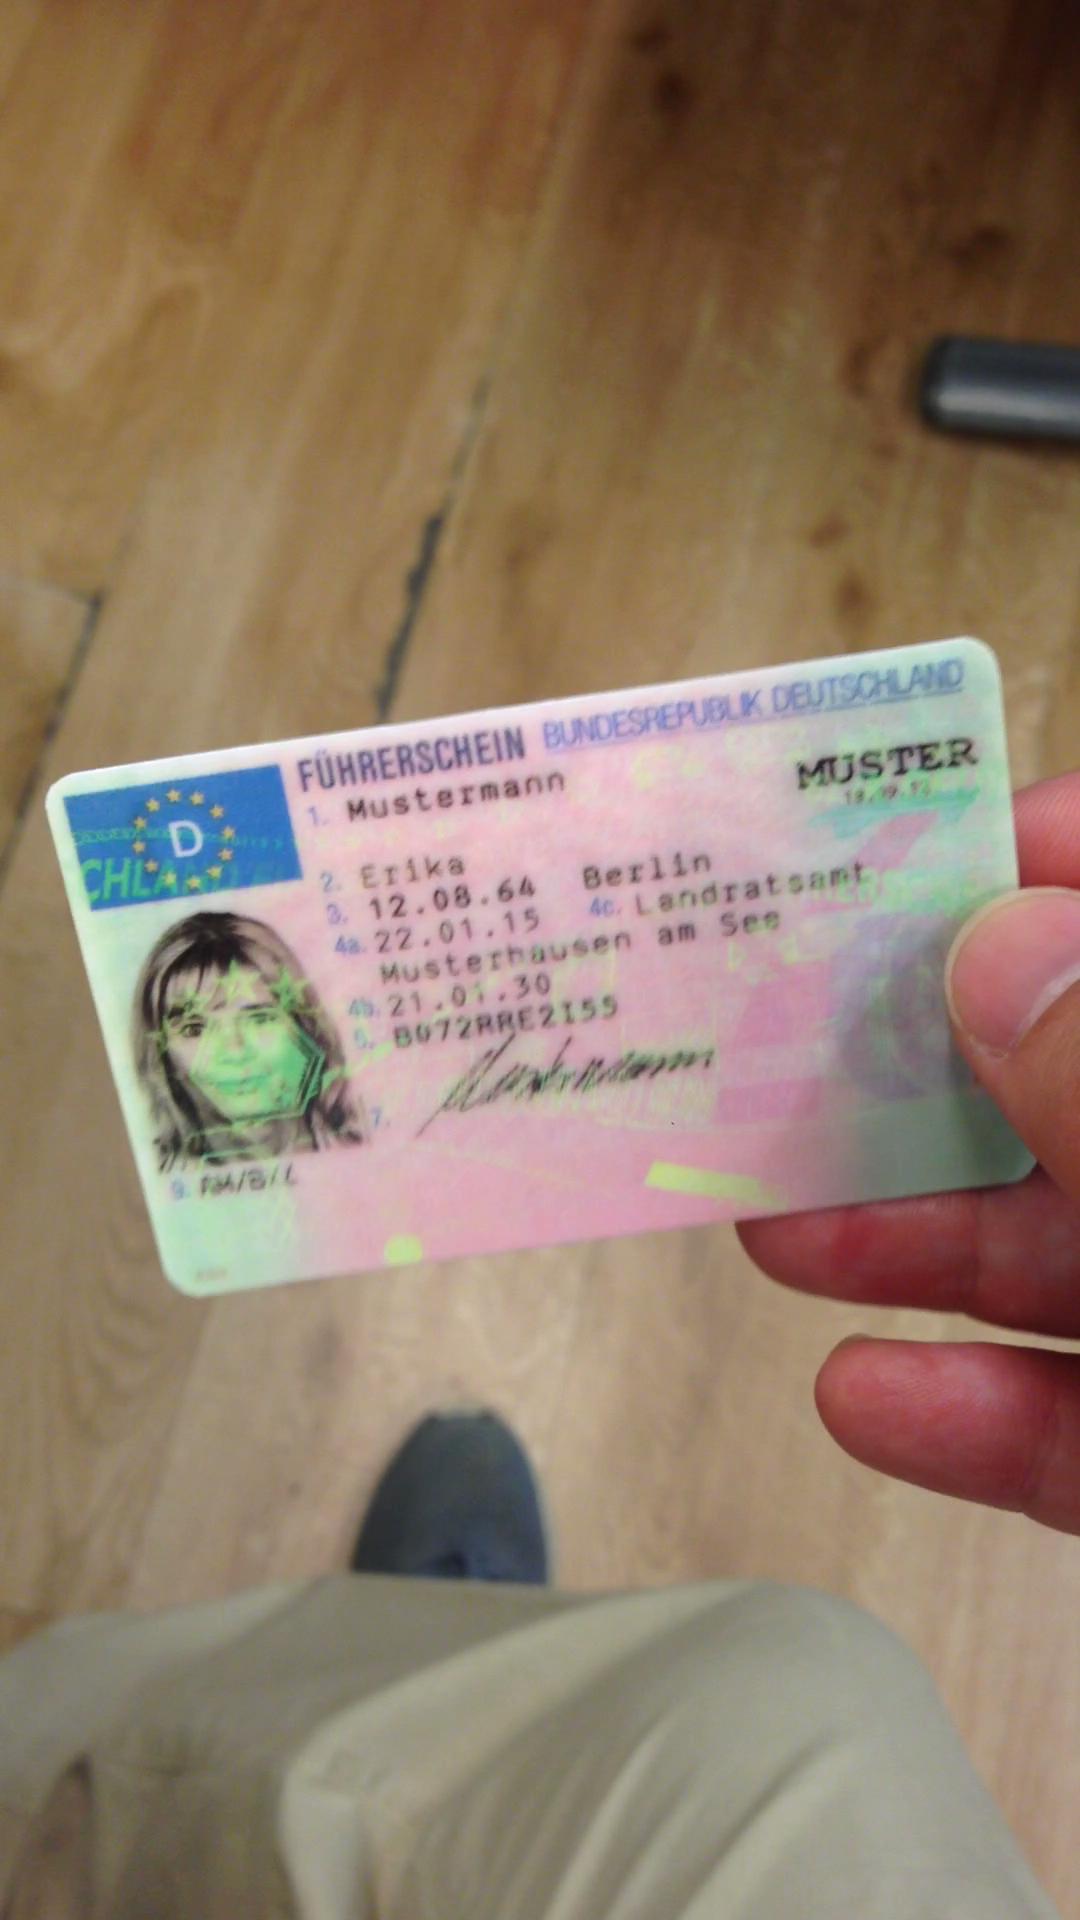 FÜHRERSCHEIN BUNDESREPUBLIK DEUTSCHLAND
D
CHLAND
1. Mustermann
MUSTER
2. Erika
3. 12.08.64 Berlin
4a. 22.01.15 4c. Landratsamt
Musterhausen am See
4b. 21.01.30
5. B072RRE2I55
7. Mustermann
9. AM/B/L